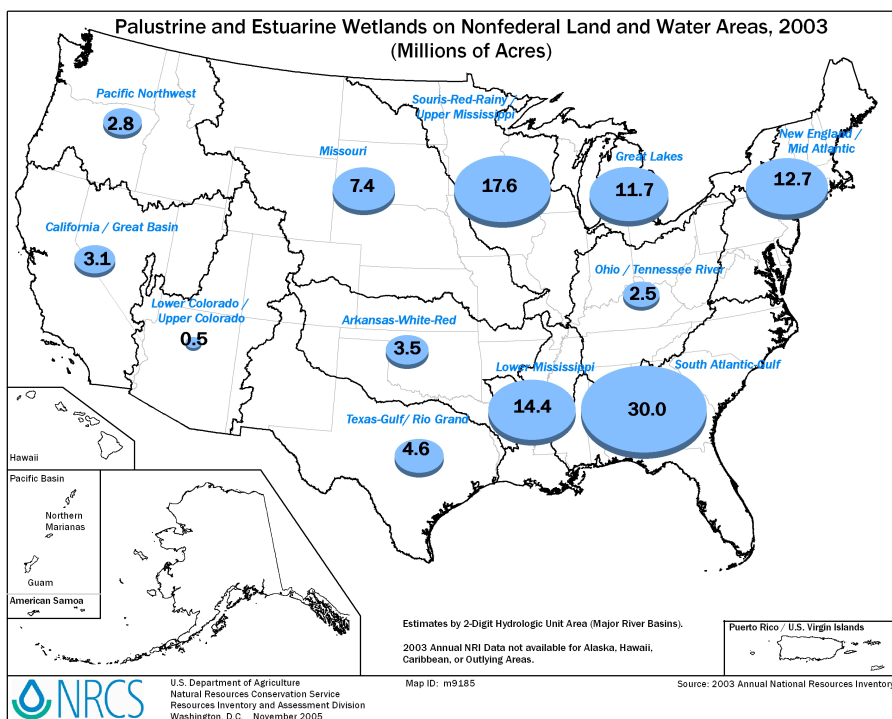 Palustrine and Estuarine Wetlands on Nonfederal Land and Water Areas, 2003
(Millions of Acres)
Pacific Northwest
2.8
Souris-Red-Rainy /
Upper Mississippi
17.6
Missouri
7.4
Great Lakes
11.7
New England /
Mid Atlantic
12.7
California / Great Basin
3.1
Ohio / Tennessee River
2.5
Lower Colorado /
Upper Colorado
0.5
Arkansas-White-Red
3.5
Lower Mississippi
14.4
South Atlantic-Gulf
30.0
Texas-Gulf/ Rio Grand
4.6
Hawaii
Pacific Basin
Northern
Marianas
Guam
American Samoa
Estimates by 2-Digit Hydrologic Unit Area (Major River Basins).
2003 Annual NRI Data not available for Alaska, Hawaii,
Caribbean, or Outlying Areas.
Puerto Rico / U.S. Virgin Islands
NRCS
U.S. Department of Agriculture
Natural Resources Conservation Service
Resources Inventory and Assessment Division
Washington, D.C. November 2005
Map ID: m9185
Source: 2003 Annual National Resources Inventory